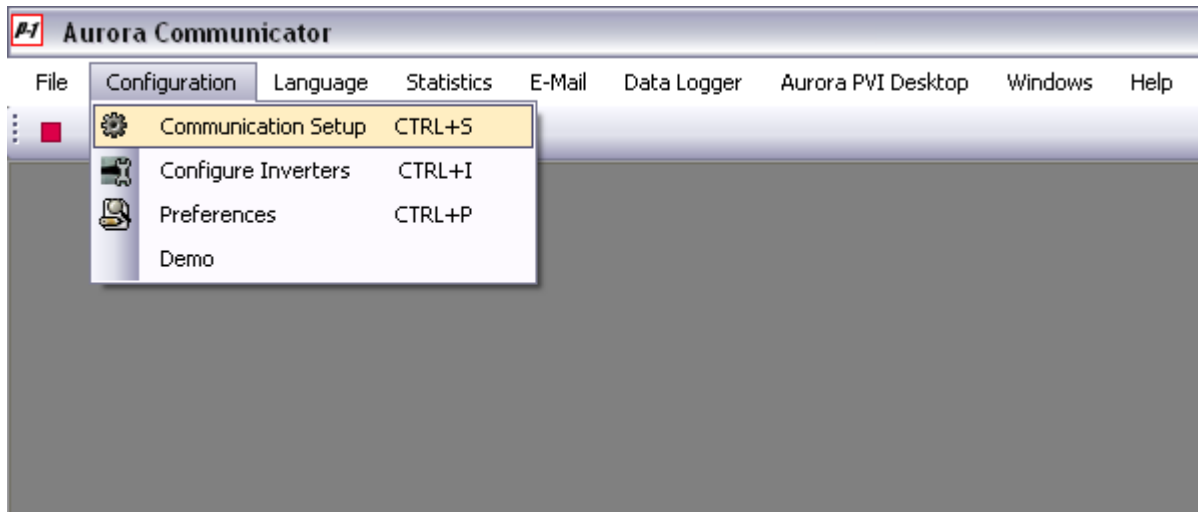 P-1 Aurora Communicator
File Configuration Language Statistics E-Mail Data Logger Aurora PVI Desktop Windows Help
Communication Setup CTRL+S
Configure Inverters CTRL+I
Preferences CTRL+P
Demo